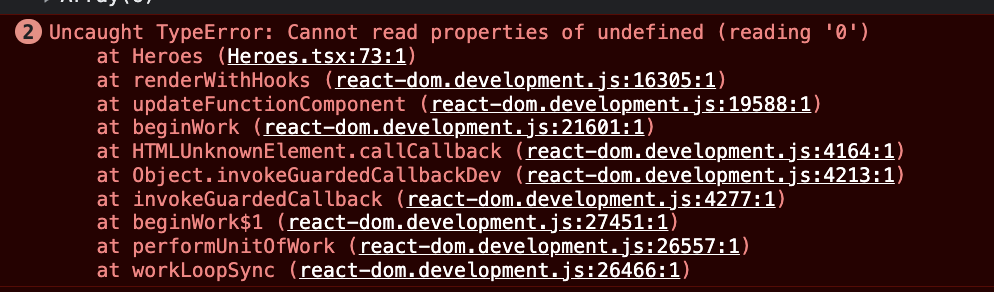 2 Uncaught TypeError: Cannot read properties of undefined (reading '0')
at Heroes (Heroes.tsx:73:1)
at renderWithHooks (react-dom.development.js:16305:1)
at updateFunctionComponent (react-dom.development.js:19588:1)
at beginWork (react-dom.development.js:21601:1)
at HTMLUnknownElement.callCallback (react-dom.development.js:4164:1)
at Object.invokeGuardedCallbackDev (react-dom.development.js:4213:1)
at invokeGuardedCallback (react-dom.development.js:4277:1)
at beginWork$1 (react-dom.development.js:27451:1)
at performUnitOfWork (react-dom.development.js:26557:1)
at workLoopSync (react-dom.development.js:26466:1)